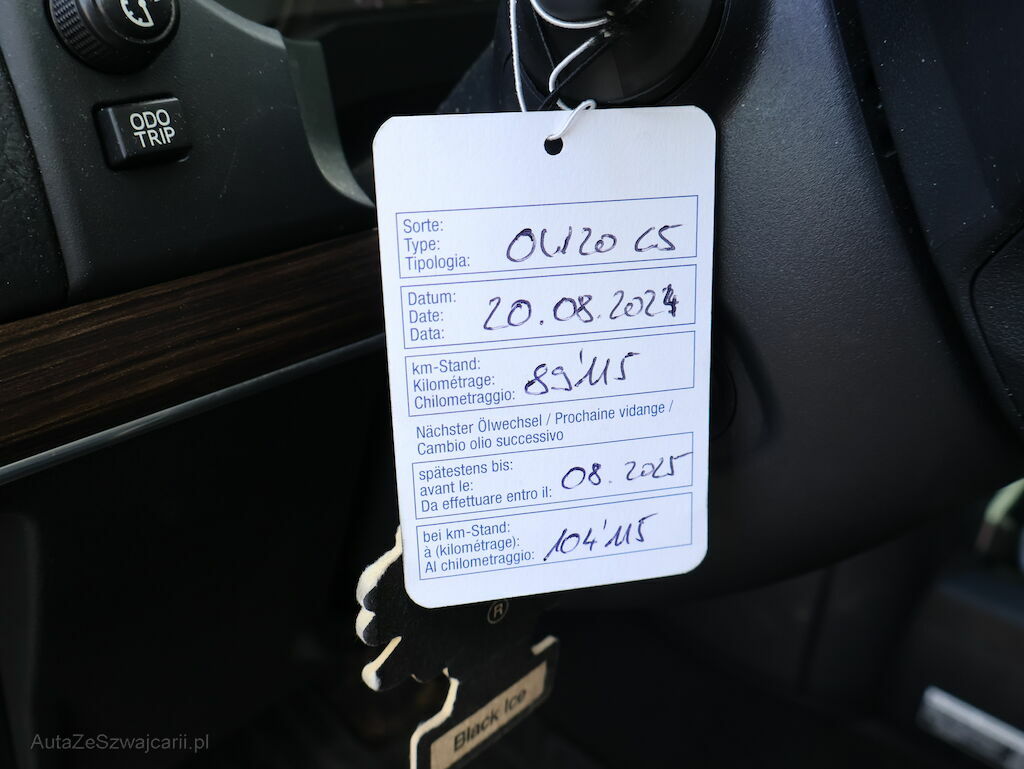 ODO
TRIP
Sorte:
Type:
Tipologia:
0W20 C5
Datum:
Date:
Data:
20.08.2024
km-Stand:
Kilométrage:
Chilometraggio:
89'115
Nächster Ölwechsel / Prochaine vidange /
Cambio olio successivo
spätestens bis:
avant le:
Da effettuare entro il:
08. 2025
bei km-Stand:
à (kilométrage):
Al chilometraggio:
104'115
®
Black Ice
AutaZeSzwajcarii.pl